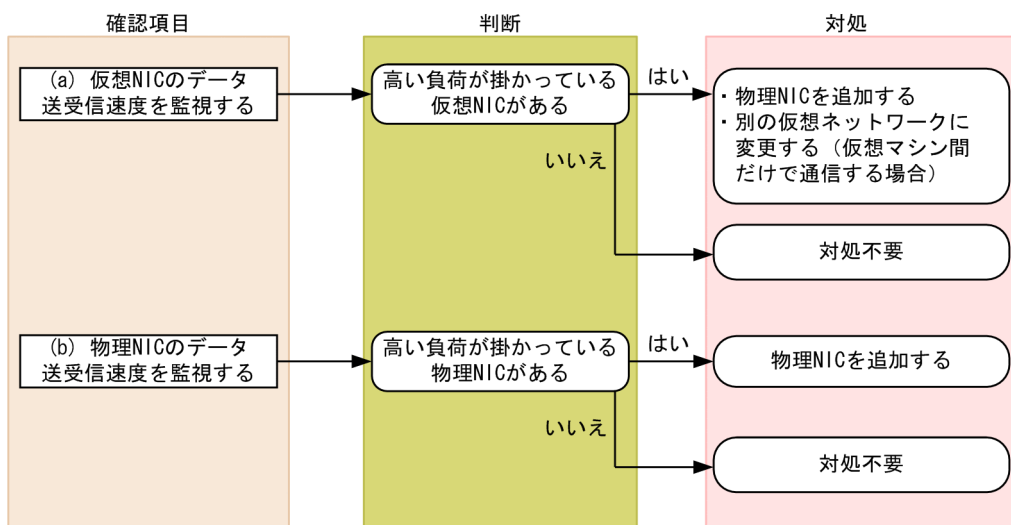 確認項目
判断
対処
(a) 仮想NICのデータ
送受信速度を監視する
高い負荷が掛かっている
仮想NICがある
はい
いいえ
・物理NICを追加する
・別の仮想ネットワークに
変更する（仮想マシン間
だけで通信する場合）
対処不要
(b) 物理NICのデータ
送受信速度を監視する
高い負荷が掛かっている
物理NICがある
はい
いいえ
物理NICを追加する
対処不要